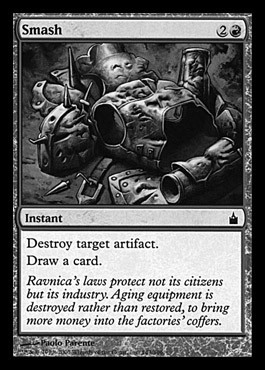 Smash 2
Instant
Destroy target artifact.
Draw a card.
Ravnica's laws protect not its citizens
but its industry. Aging equipment is
destroyed rather than restored, to bring
more money into the factories' coffers.
Paolo Parente